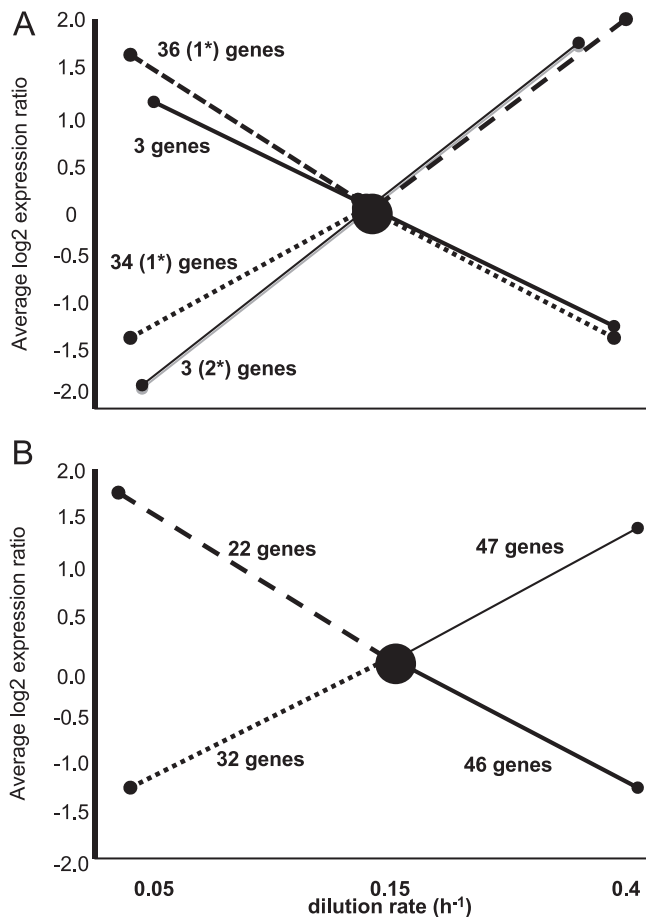 A
Average log2 expression ratio
2.0
1.5
1.0
0.5
0
-0.5
-1.0
-1.5
-2.0
36 (1*) genes
3 genes
34 (1*) genes
3 (2*) genes
B
Average log2 expression ratio
2.0
1.5
1.0
0.5
0.0
-0.5
-1.0
-1.5
-2.0
22 genes
47 genes
32 genes
46 genes
0.05 0.15 0.4
dilution rate (h⁻¹)